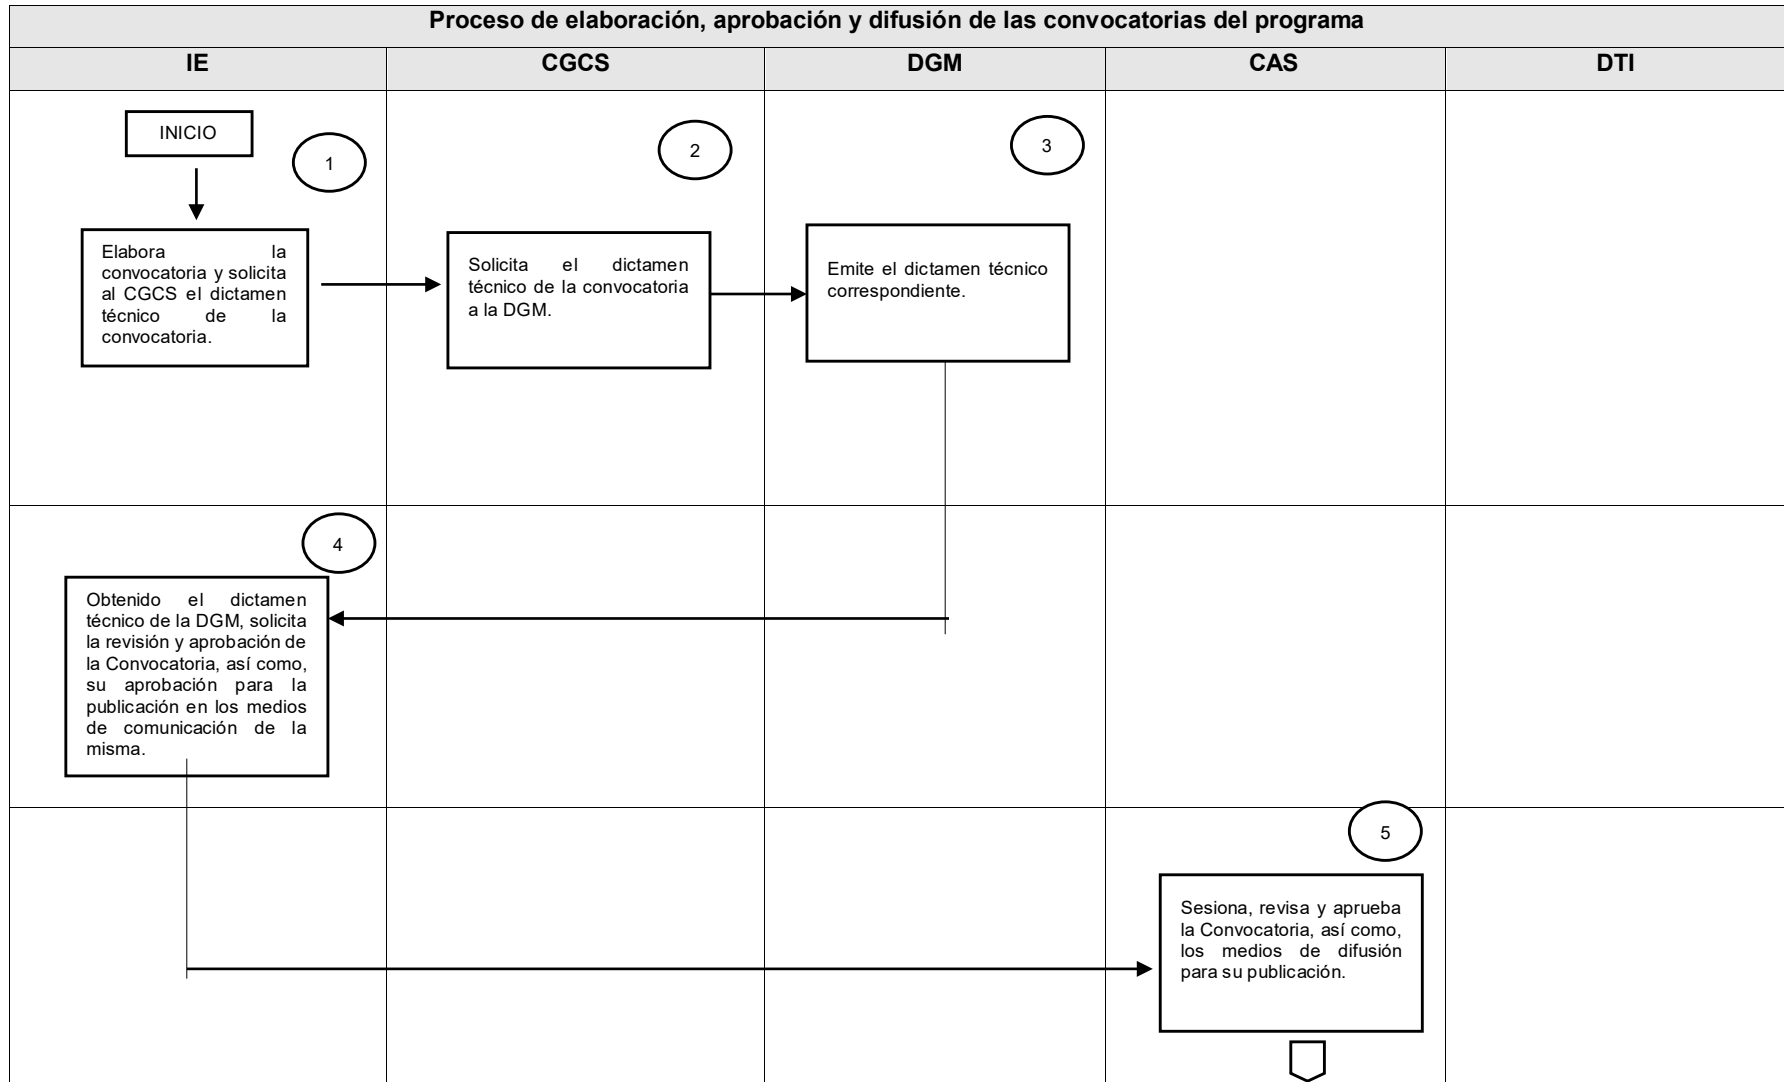 Proceso de elaboración, aprobación y difusión de las convocatorias del programa
IE
CGCS
DGM
CAS
DTI
INICIO
1
2
3
Elabora la
convocatoria y solicita
al CGCS el dictamen
técnico de la
convocatoria.
Solicita el dictamen
técnico de la convocatoria
a la DGM.
Emite el dictamen técnico
correspondiente.
4
Obtenido el dictamen
técnico de la DGM, solicita
la revisión y aprobación de
la Convocatoria, así como,
su aprobación para la
publicación en los medios
de comunicación de la
misma.
5
Sesiona, revisa y aprueba
la Convocatoria, así como,
los medios de difusión
para su publicación.